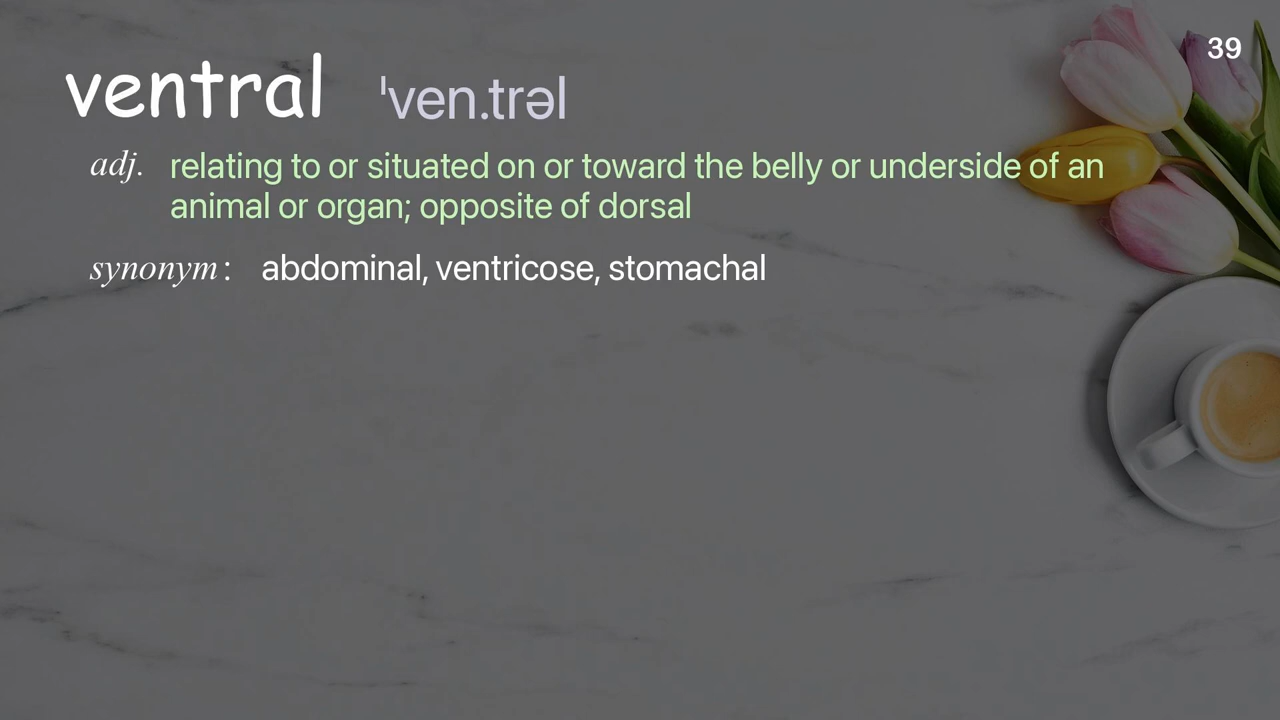 39
ventral ˈven.trəl
adj. relating to or situated on or toward the belly or underside of an
animal or organ; opposite of dorsal
synonym: abdominal, ventricose, stomachal